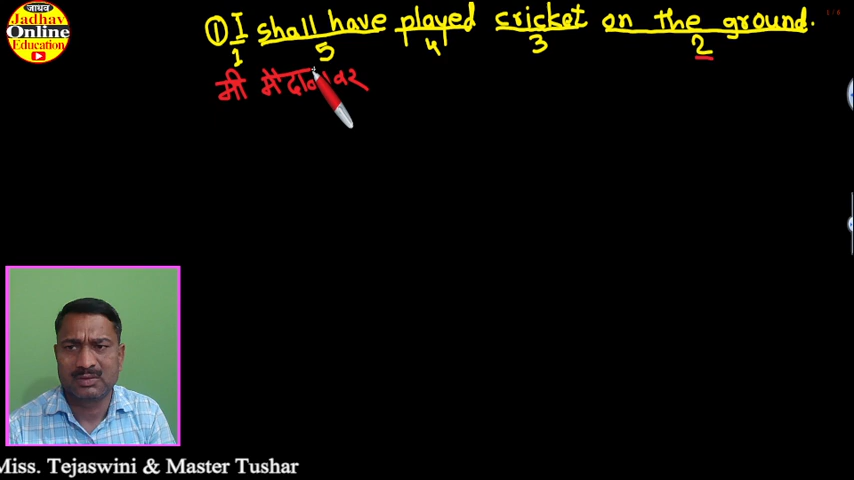 जाधव
Jadhav
Online
Education
① I shall have played cricket on the ground.
1 5 4 3 2
मी मैदानावर
Miss. Tejaswini & Master Tushar